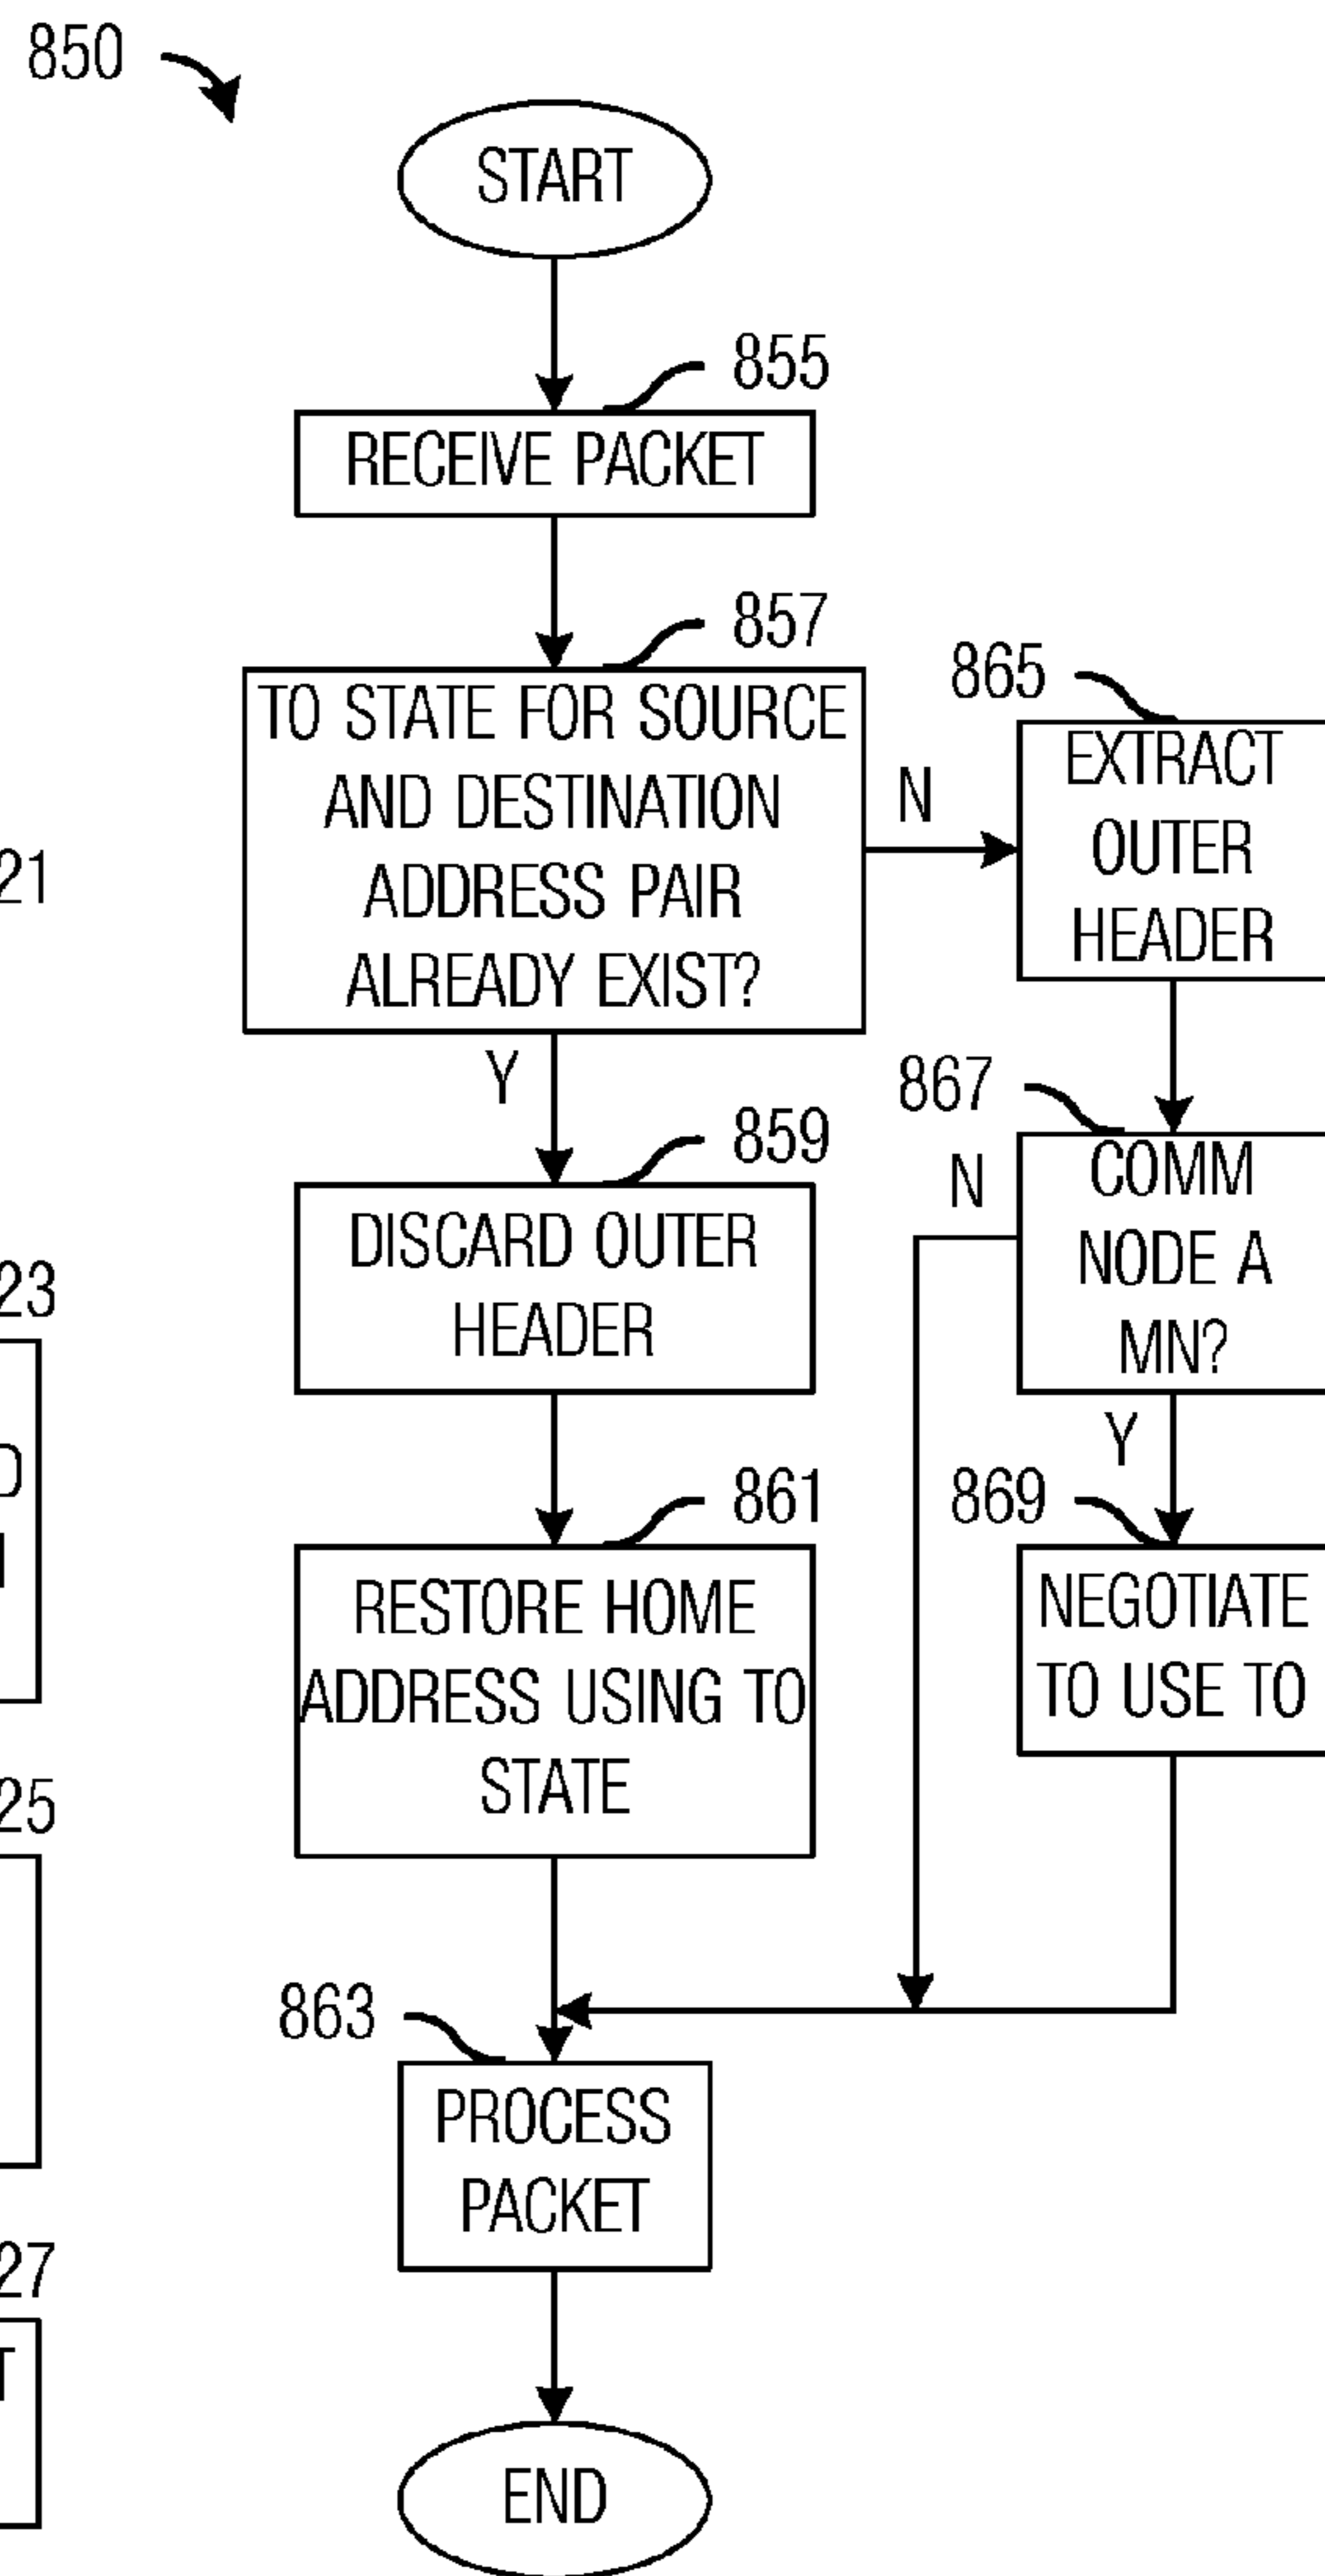 850
START
855
RECEIVE PACKET
857
TO STATE FOR SOURCE
AND DESTINATION
ADDRESS PAIR
ALREADY EXIST?
N
865
EXTRACT
OUTER
HEADER
Y
867
COMM
NODE A
MN?
N
Y
859
DISCARD OUTER
HEADER
861
RESTORE HOME
ADDRESS USING TO
STATE
869
NEGOTIATE
TO USE TO
863
PROCESS
PACKET
END
21
23
25
27